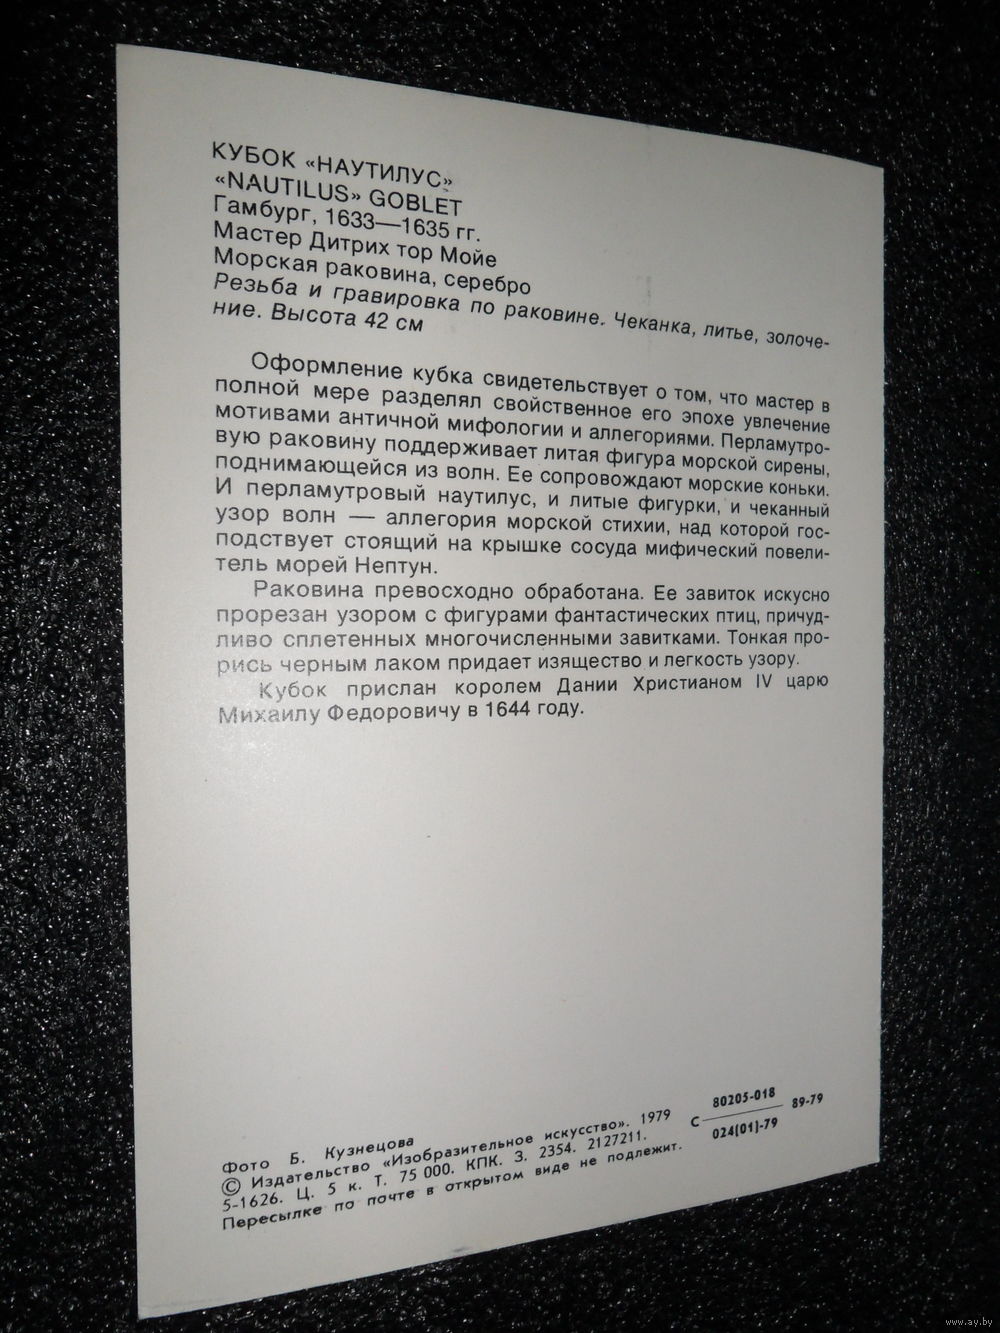 КУБОК «НАУТИЛУС»
«NAUTILUS» GOBLET
Гамбург, 1633—1635 гг.
Мастер Дитрих тор Мойе
Морская раковина, серебро
Резьба и гравировка по раковине. Чеканка, литье, золоче-
ние. Высота 42 см
Оформление кубка свидетельствует о том, что мастер в
полной мере разделял свойственное его эпохе увлечение
мотивами античной мифологии и аллегориями. Перламутро-
вую раковину поддерживает литая фигура морской сирены,
поднимающейся из волн. Ее сопровождают морские коньки.
И перламутровый наутилус, и литые фигурки, и чеканный
узор волн — аллегория морской стихии, над которой гос-
подствует стоящий на крышке сосуда мифический повели-
тель морей Нептун.
Раковина превосходно обработана. Ее завиток искусно
прорезан узором с фигурами фантастических птиц, причуд-
ливо сплетенных многочисленными завитками. Тонкая про-
рись черным лаком придает изящество и легкость узору.
Кубок прислан королем Дании Христианом IV царю
Михаилу Федоровичу в 1644 году.
Фото Б. Кузнецова
© Издательство «Изобразительное искусство». 1979
5-1626. Ц. 5 к. Т. 75 000. КПК. З. 2354. 2127211.
Пересылке по почте в открытом виде не подлежит.
80205-018
С 89-79
024(01)-79
www.ay.by